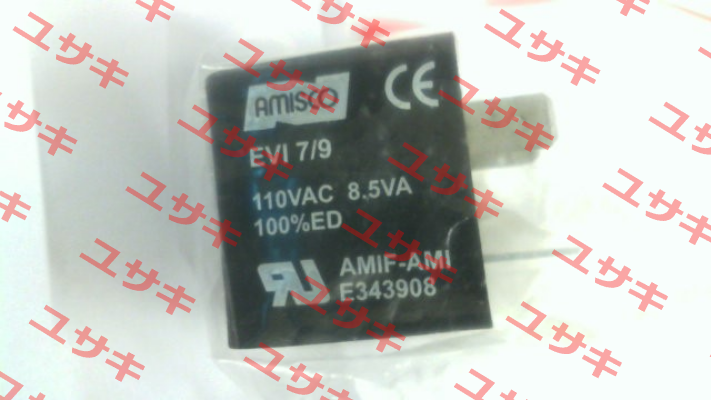 AMISCO CE
EVI 7/9
110VAC 8.5VA
100%ED
AMIF-AMI
E343908
ユサキ